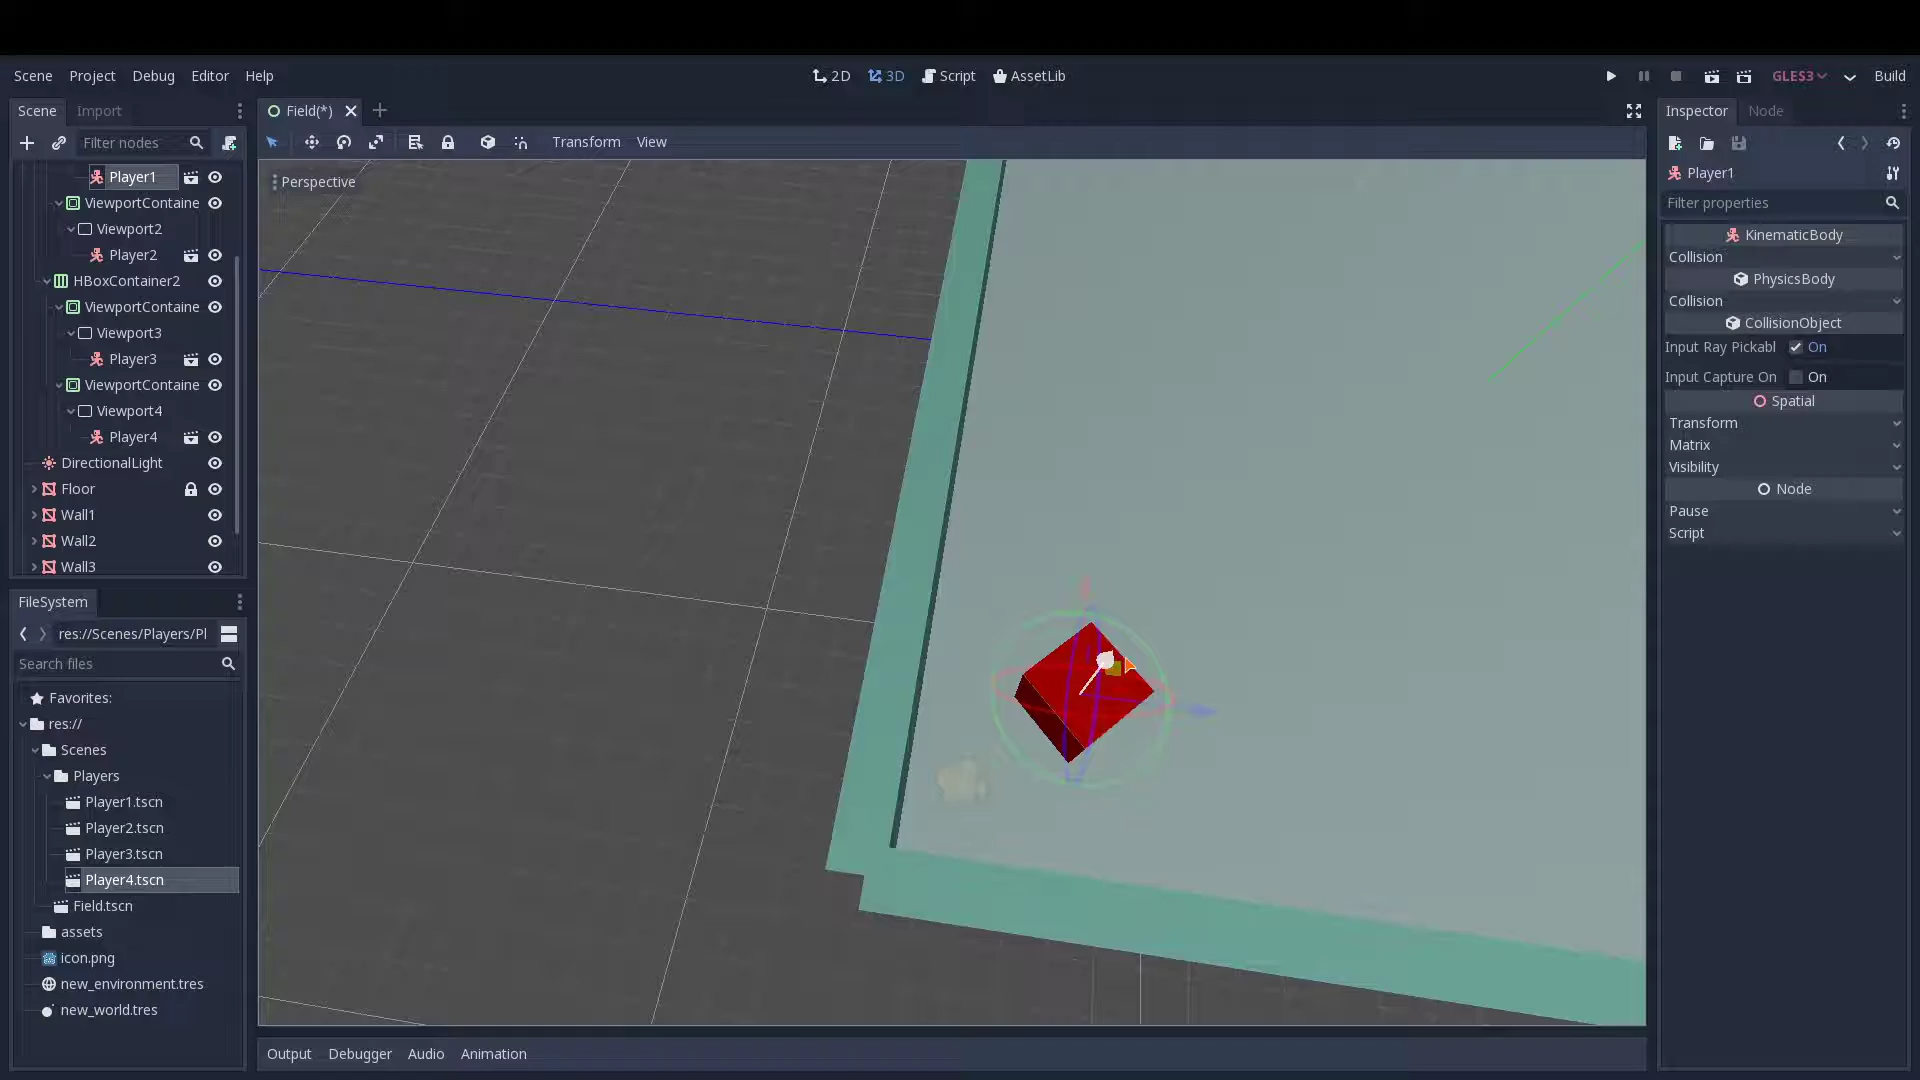 Scene Project Debug Editor Help
2D 3D Script AssetLib
GLES3 Build
Scene Import
Filter nodes
Player1
ViewportContaine
Viewport2
Player2
HBoxContainer2
ViewportContaine
Viewport3
Player3
ViewportContaine
Viewport4
Player4
DirectionalLight
Floor
Wall1
Wall2
Wall3
FileSystem
res://Scenes/Players/Pl
Search files
Favorites:
res://
Scenes
Players
Player1.tscn
Player2.tscn
Player3.tscn
Player4.tscn
Field.tscn
assets
icon.png
new_environment.tres
new_world.tres
Field(*)
Transform View
Perspective
Output Debugger Audio Animation
Inspector Node
Player1
Filter properties
KinematicBody
Collision
PhysicsBody
Collision
CollisionObject
Input Ray Pickabl On
Input Capture On On
Spatial
Transform
Matrix
Visibility
Node
Pause
Script